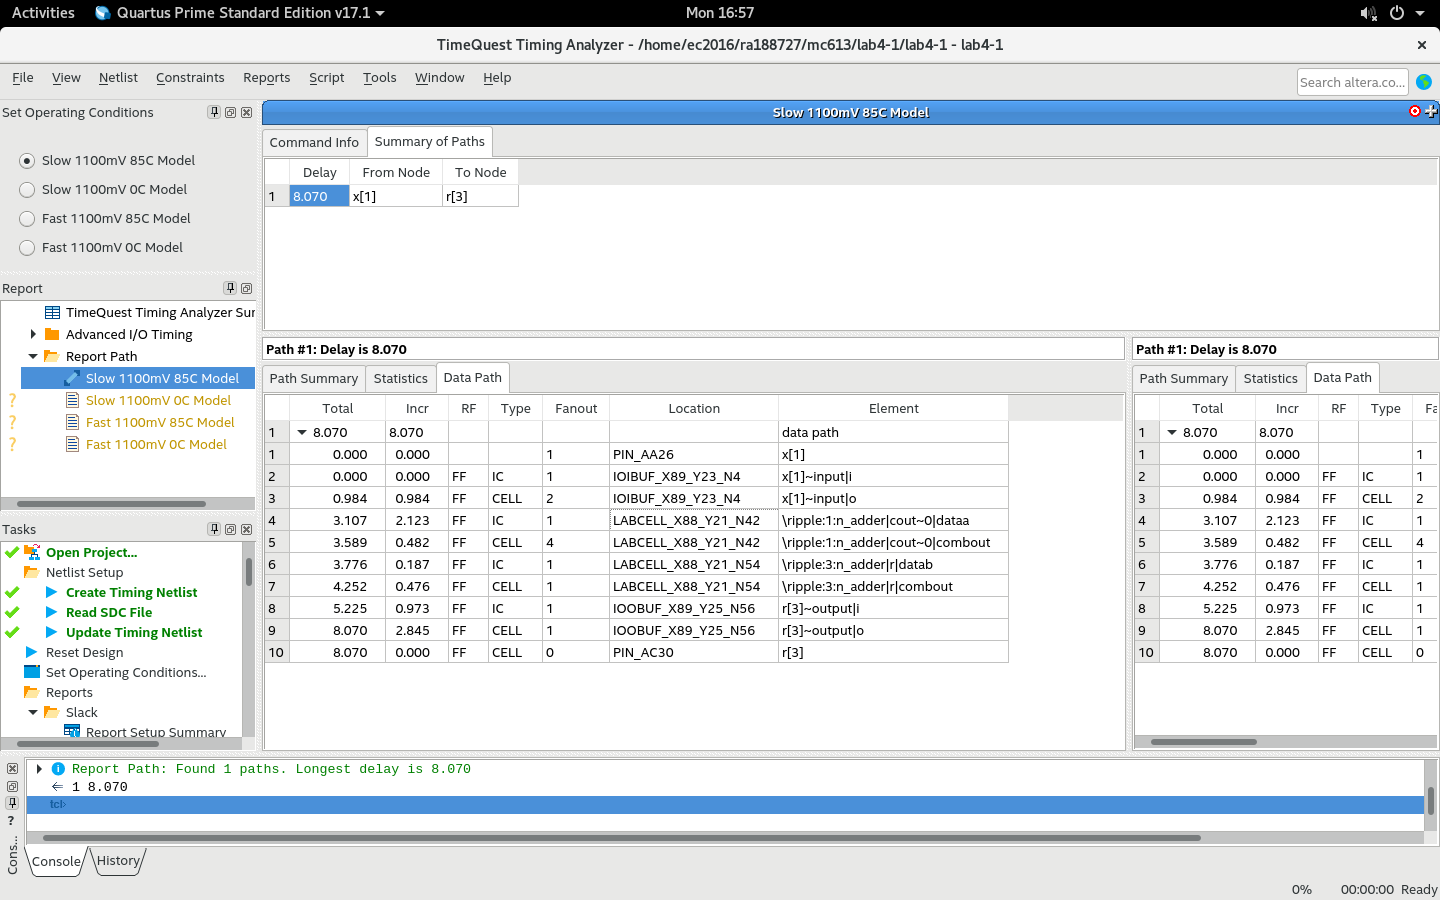 Activities Quartus Prime Standard Edition v17.1 Mon 16:57
TimeQuest Timing Analyzer - /home/ec2016/ra188727/mc613/lab4-1/lab4-1 - lab4-1
File View Netlist Constraints Reports Script Tools Window Help Search altera.co...
Set Operating Conditions
Slow 1100mV 85C Model
Slow 1100mV 0C Model
Fast 1100mV 85C Model
Fast 1100mV 0C Model
Report
TimeQuest Timing Analyzer Sur
Advanced I/O Timing
Report Path
Slow 1100mV 85C Model
? Slow 1100mV 0C Model
? Fast 1100mV 85C Model
? Fast 1100mV 0C Model
Tasks
Open Project...
Netlist Setup
Create Timing Netlist
Read SDC File
Update Timing Netlist
Reset Design
Set Operating Conditions...
Reports
Slack
Report Setup Summary
Slow 1100mV 85C Model
Command Info Summary of Paths
Delay From Node To Node
1 8.070 x[1] r[3]
Path #1: Delay is 8.070
Path Summary Statistics Data Path
Total Incr RF Type Fanout Location Element
1 8.070 8.070 data path
1 0.000 0.000 1 PIN_AA26 x[1]
2 0.000 0.000 FF IC 1 IOIBUF_X89_Y23_N4 x[1]~input|i
3 0.984 0.984 FF CELL 2 IOIBUF_X89_Y23_N4 x[1]~input|o
4 3.107 2.123 FF IC 1 LABCELL_X88_Y21_N42 \ripple:1:n_adder|cout~0|dataa
5 3.589 0.482 FF CELL 4 LABCELL_X88_Y21_N42 \ripple:1:n_adder|cout~0|combout
6 3.776 0.187 FF IC 1 LABCELL_X88_Y21_N54 \ripple:3:n_adder|r|datab
7 4.252 0.476 FF CELL 1 LABCELL_X88_Y21_N54 \ripple:3:n_adder|r|combout
8 5.225 0.973 FF IC 1 IOOBUF_X89_Y25_N56 r[3]~output|i
9 8.070 2.845 FF CELL 1 IOOBUF_X89_Y25_N56 r[3]~output|o
10 8.070 0.000 FF CELL 0 PIN_AC30 r[3]
Path #1: Delay is 8.070
Path Summary Statistics Data Path
Total Incr RF Type Fa
1 8.070 8.070
1 0.000 0.000 1
2 0.000 0.000 FF IC 1
3 0.984 0.984 FF CELL 2
4 3.107 2.123 FF IC 1
5 3.589 0.482 FF CELL 4
6 3.776 0.187 FF IC 1
7 4.252 0.476 FF CELL 1
8 5.225 0.973 FF IC 1
9 8.070 2.845 FF CELL 1
10 8.070 0.000 FF CELL 0
Report Path: Found 1 paths. Longest delay is 8.070
1 8.070
tcl>
? Cons...
Console History
0% 00:00:00 Ready